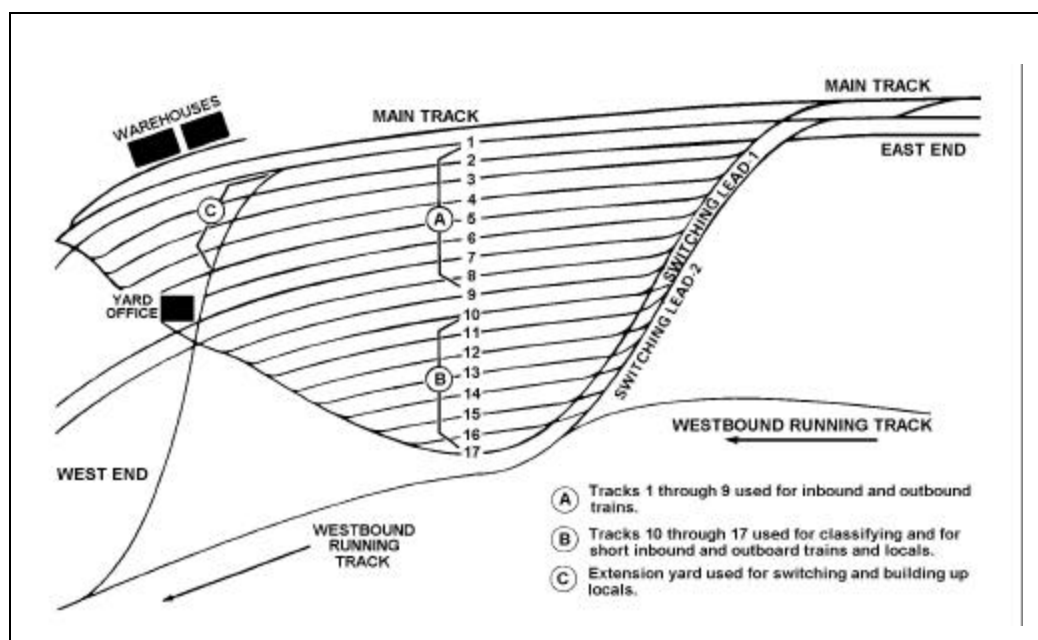 MAIN TRACK
WAREHOUSES
MAIN TRACK
EAST END
1
2
3
4
5
6
7
8
9
10
11
12
13
14
15
16
17
C
A
B
SWITCHING LEAD-1
SWITCHING LEAD-2
YARD
OFFICE
WEST END
WESTBOUND RUNNING TRACK
WESTBOUND
RUNNING
TRACK
A Tracks 1 through 9 used for inbound and outbound
trains.
B Tracks 10 through 17 used for classifying and for
short inbound and outboard trains and locals.
C Extension yard used for switching and building up
locals.